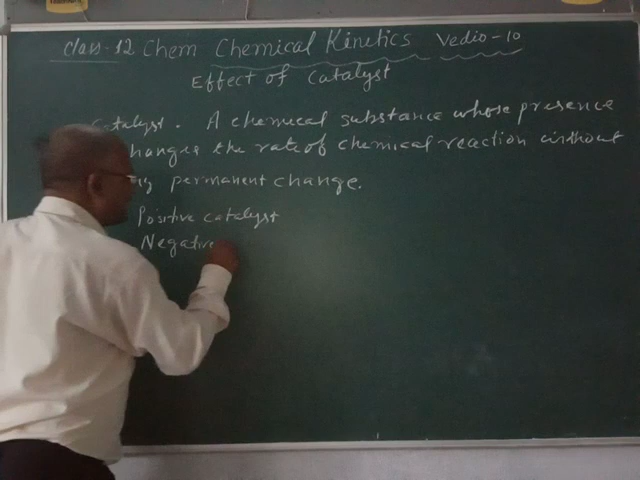 Class-12 Chem Chemical Kinetics Vedio-10
Effect of Catalyst
Catalyst. A chemical substance whose presence
hanges the rate of chemical reaction without
permanent change.
Positive catalyst
Negative